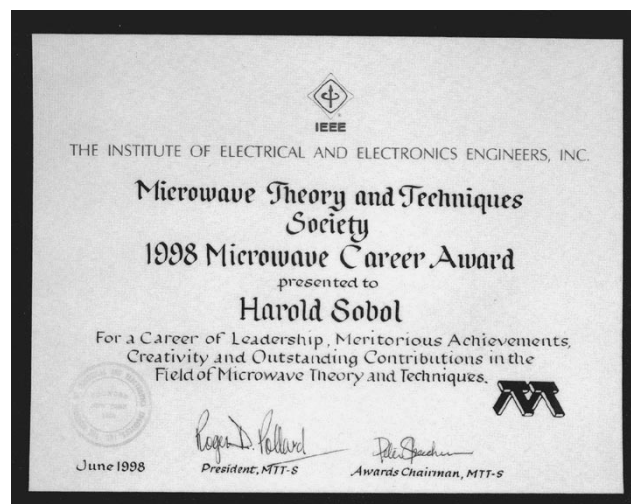 IEEE
THE INSTITUTE OF ELECTRICAL AND ELECTRONICS ENGINEERS, INC.
Microwave Theory and Techniques
Society
1998 Microwave Career Award
presented to
Harold Sobol
For a Career of Leadership, Meritorious Achievements,
Creativity and Outstanding Contributions in the
Field of Microwave Theory and Techniques.
Roger D. Pollard
June 1998
President, MTT-S
Awards Chairman, MTT-S